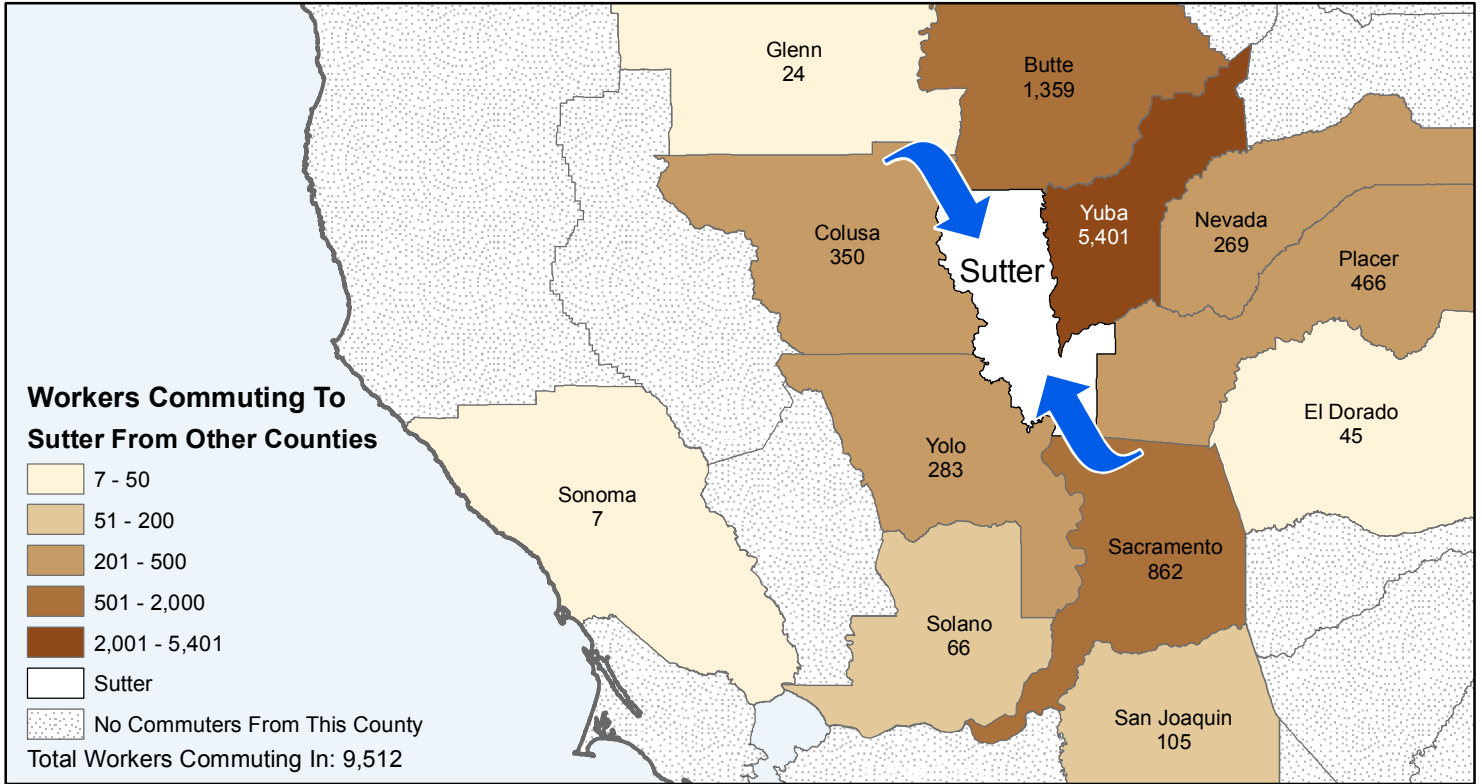 Glenn
24
Butte
1,359
Colusa
350
Sutter
Yuba
5,401
Nevada
269
Placer
466
El Dorado
45
Yolo
283
Sonoma
7
Sacramento
862
Solano
66
San Joaquin
105
Workers Commuting To
Sutter From Other Counties
7 - 50
51 - 200
201 - 500
501 - 2,000
2,001 - 5,401
Sutter
No Commuters From This County
Total Workers Commuting In: 9,512